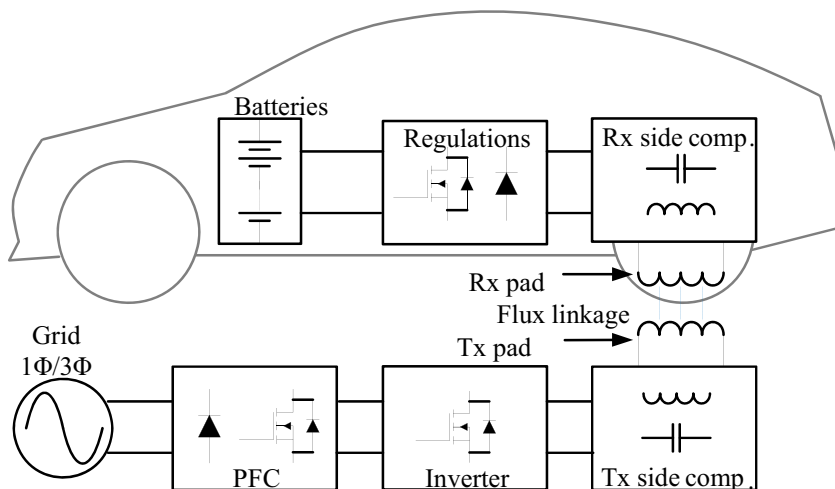 Batteries
Regulations
Rx side comp.
Rx pad
Flux linkage
Tx pad
Grid
1Φ/3Φ
PFC
Inverter
Tx side comp.